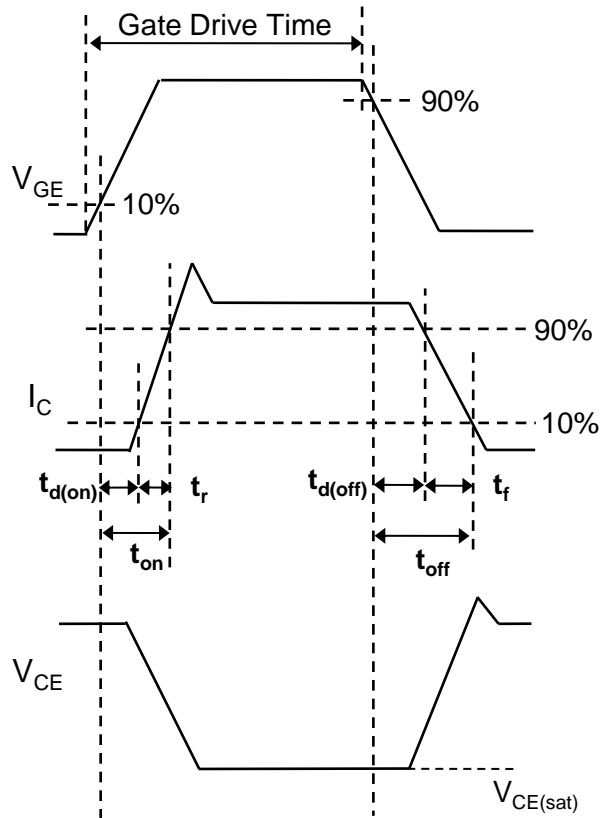 Gate Drive Time
90%
V_GE
10%
90%
I_C
10%
t_d(on)
t_r
t_d(off)
t_f
t_on
t_off
V_CE
V_CE(sat)